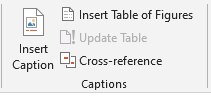 Insert Caption
Insert Table of Figures
Update Table
Cross-reference
Captions